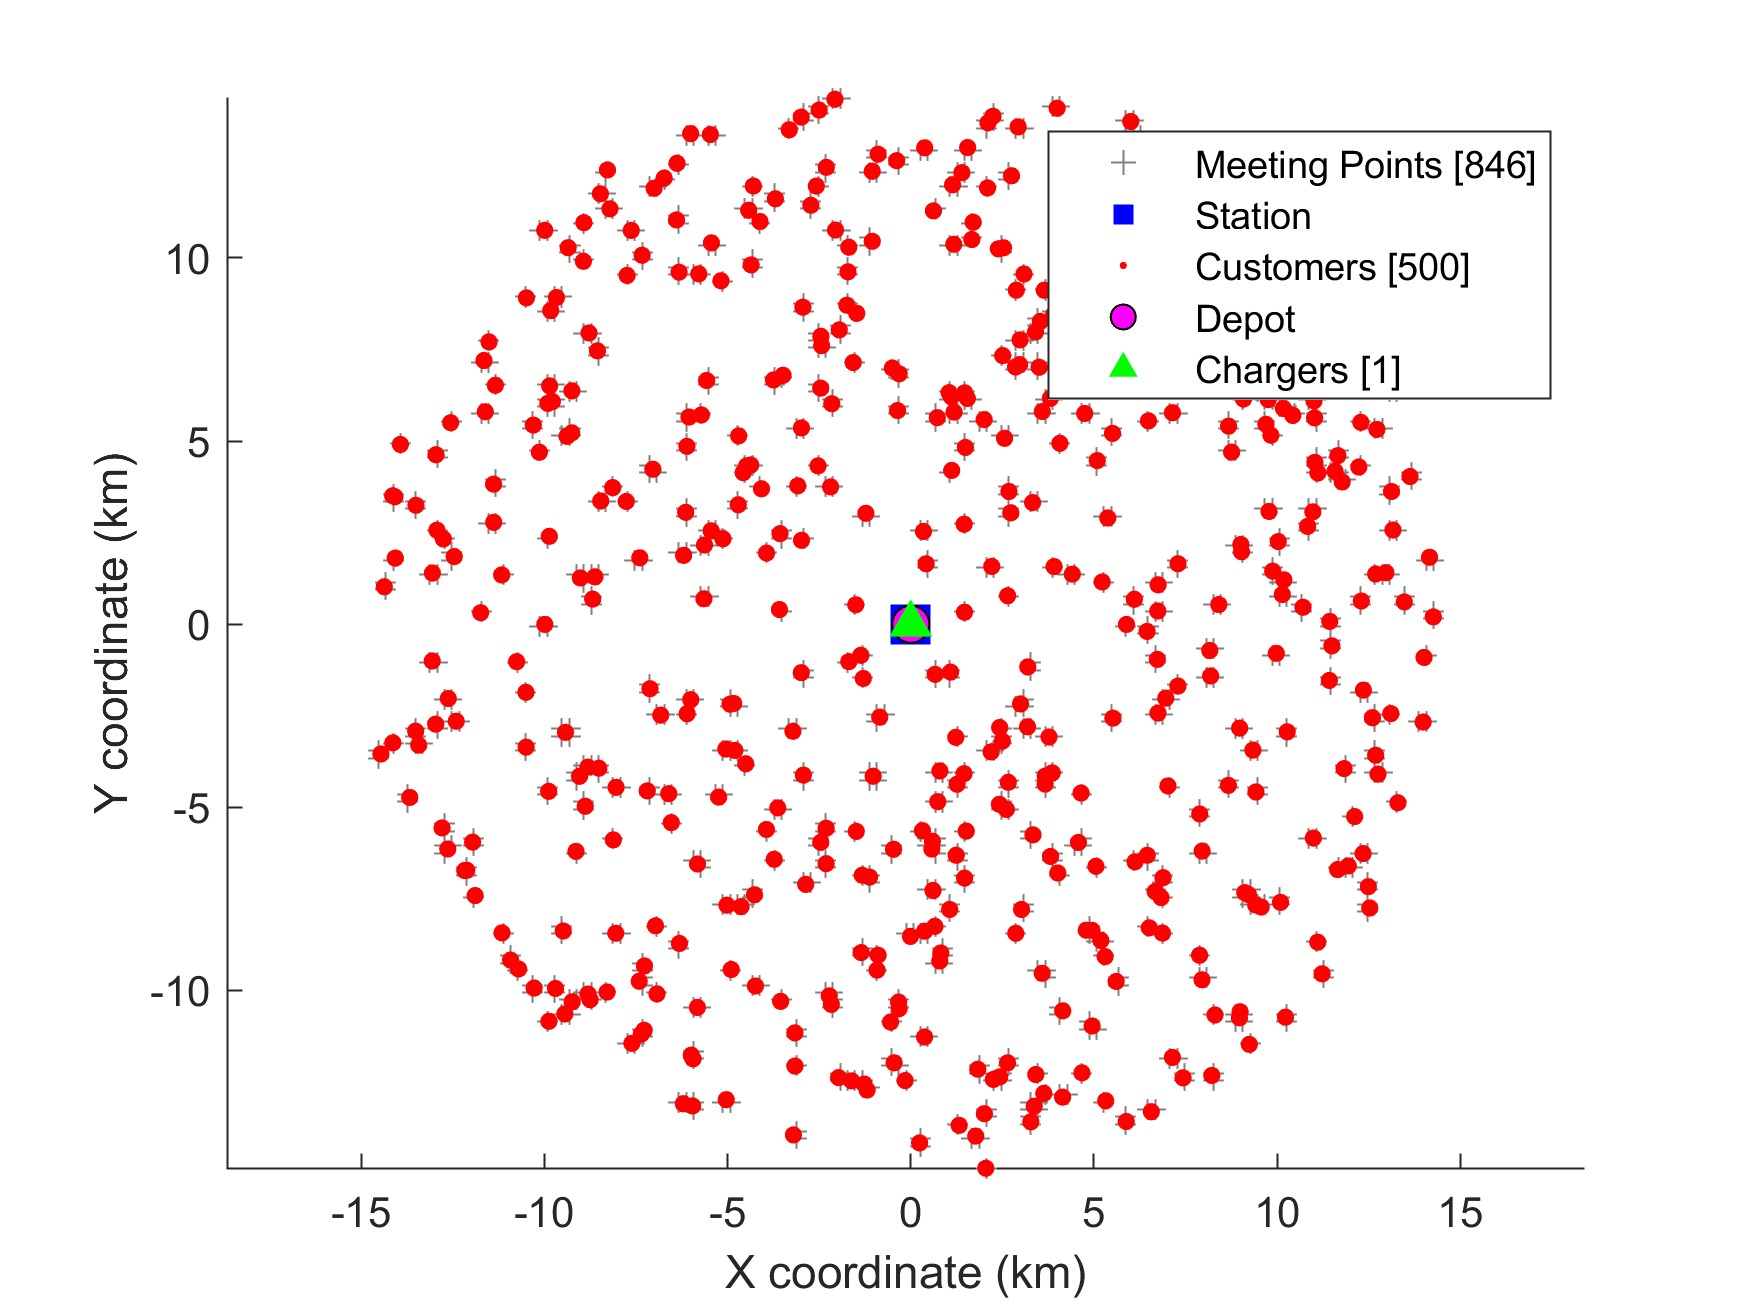 Meeting Points [846]
Station
Customers [500]
Depot
Chargers [1]
10
5
0
-5
-10
Y coordinate (km)
-15 -10 -5 0 5 10 15
X coordinate (km)